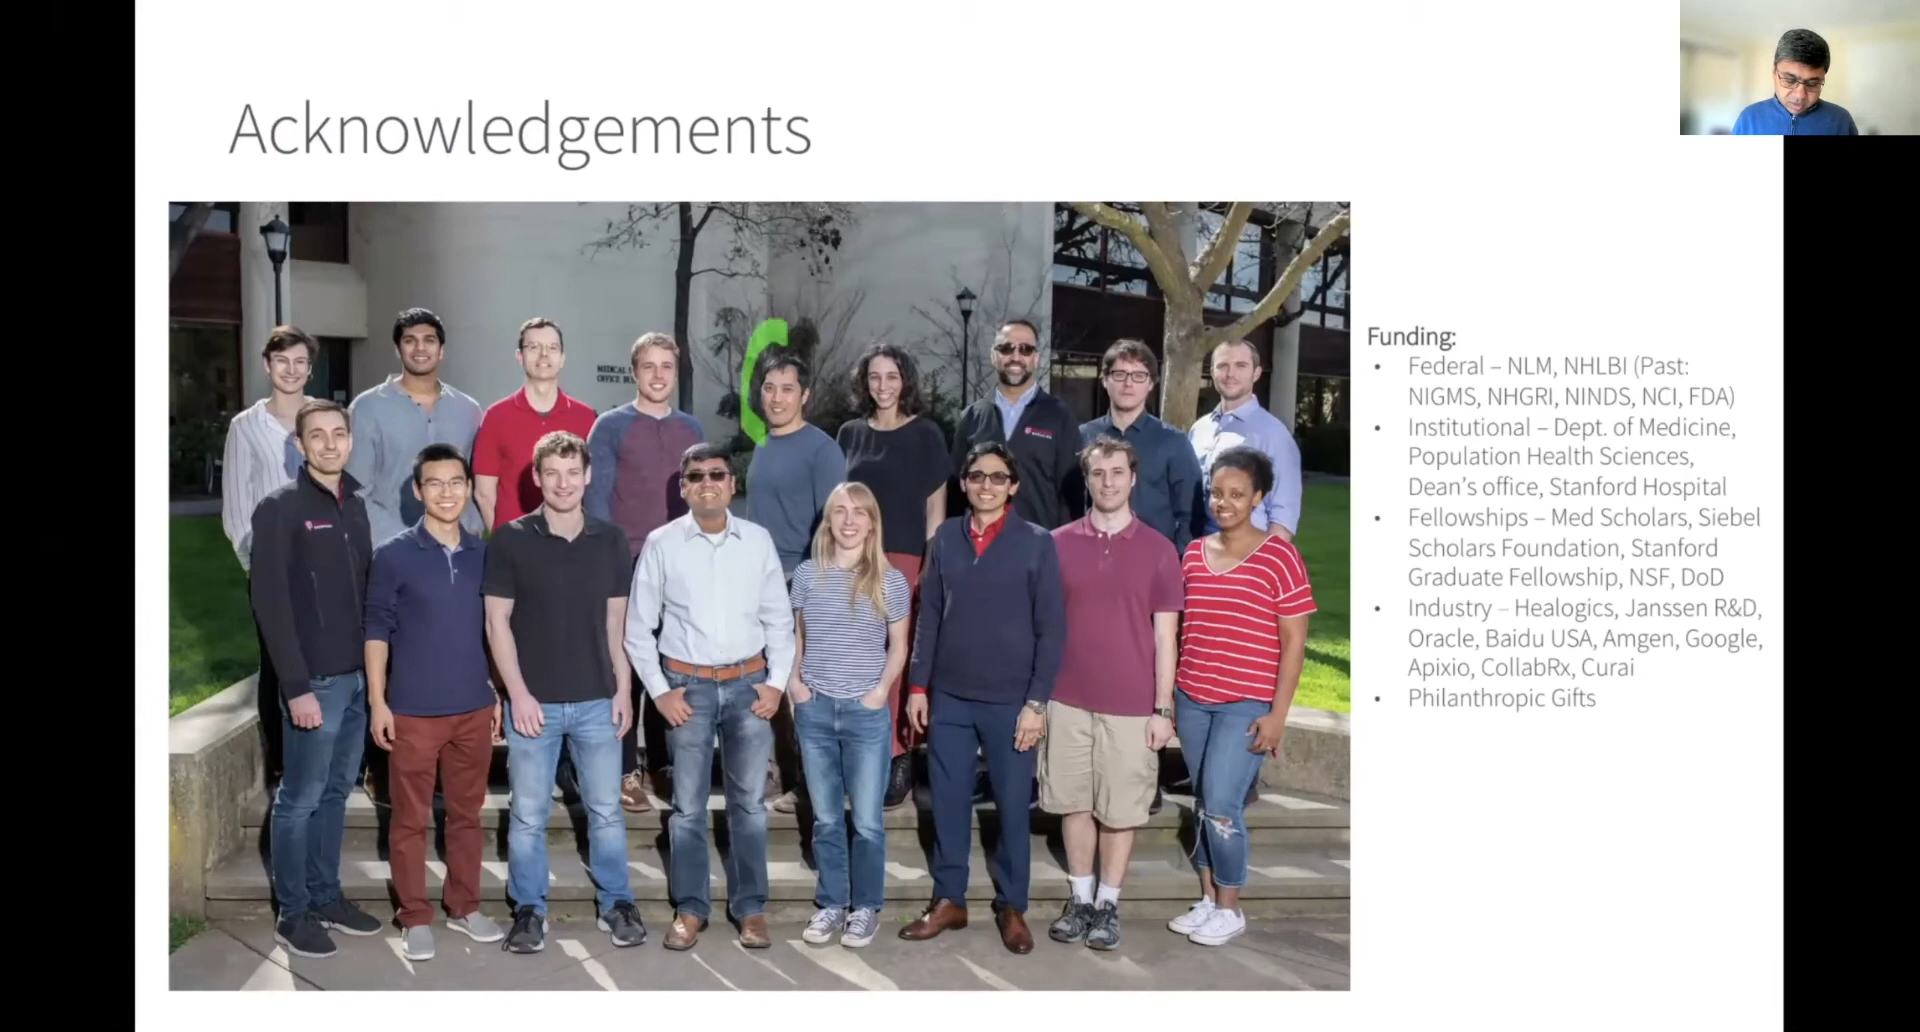 Acknowledgements
MEDICAL
OFFICE
Funding:
• Federal – NLM, NHLBI (Past:
NIGMS, NHGRI, NINDS, NCI, FDA)
• Institutional – Dept. of Medicine,
Population Health Sciences,
Dean's office, Stanford Hospital
• Fellowships – Med Scholars, Siebel
Scholars Foundation, Stanford
Graduate Fellowship, NSF, DoD
• Industry – Healogics, Janssen R&D,
Oracle, Baidu USA, Amgen, Google,
Apixio, CollabRx, Curai
• Philanthropic Gifts